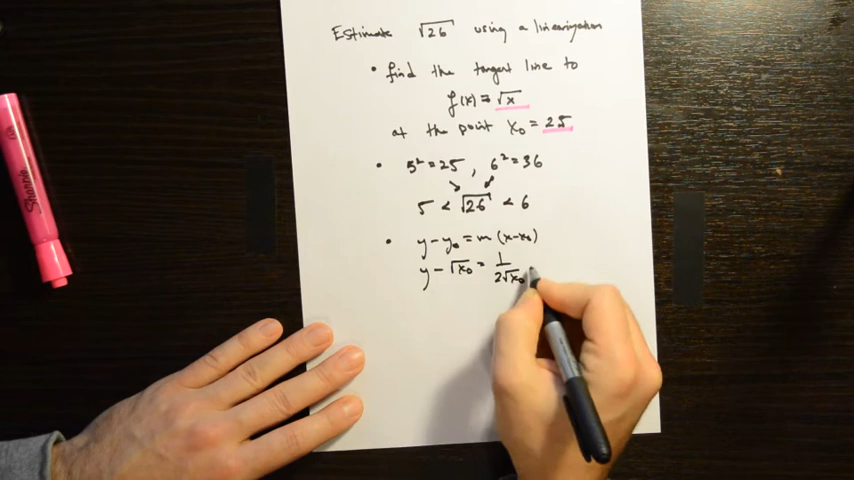 Estimate √26 using a linearization
• find the tangent line to
f(x) = √x
at the point x₀ = 25
• 5² = 25 , 6² = 36
5 < √26 < 6
• y - y₀ = m (x - x₀)
y - √x₀ = 1/(2√x₀)
Sharpie